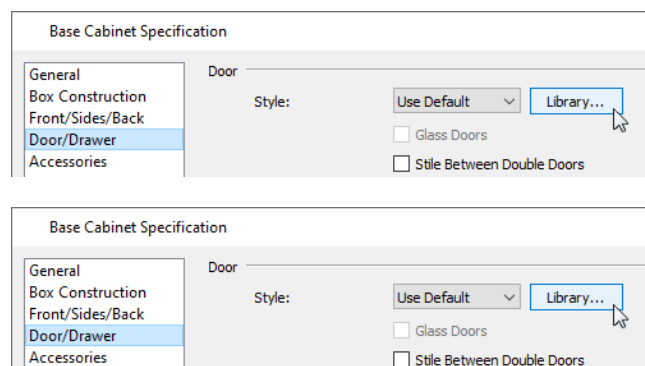 Base Cabinet Specification
General
Box Construction
Front/Sides/Back
Door/Drawer
Accessories
Door
Style: Use Default Library...
Glass Doors
Stile Between Double Doors
Base Cabinet Specification
General
Box Construction
Front/Sides/Back
Door/Drawer
Accessories
Door
Style: Use Default Library...
Glass Doors
Stile Between Double Doors